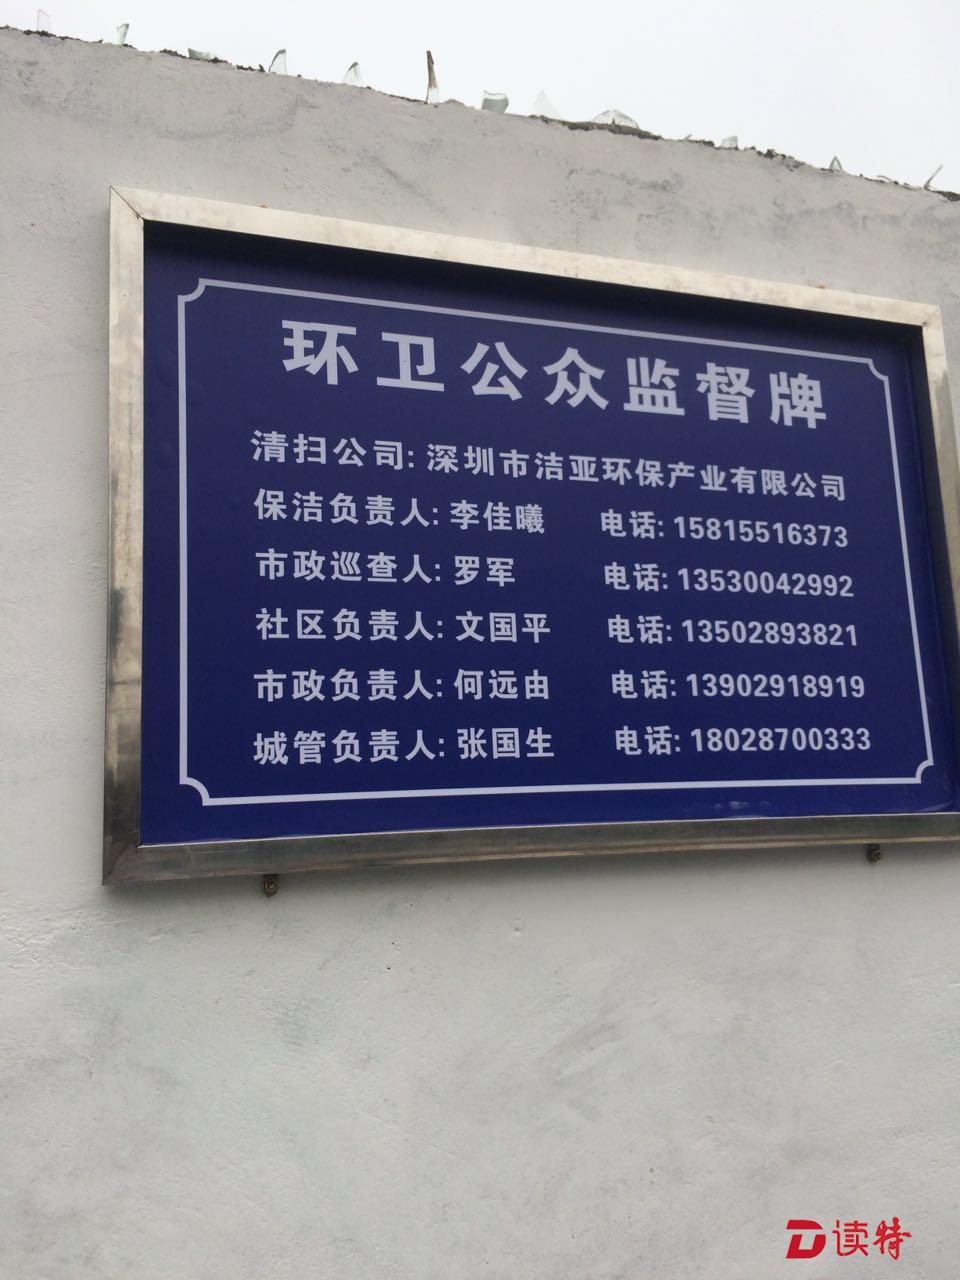 环卫公众监督牌
清扫公司: 深圳市洁亚环保产业有限公司
保洁负责人: 李佳曦 电话: 15815516373
市政巡查人: 罗军 电话: 13530042992
社区负责人: 文国平 电话: 13502893821
市政负责人: 何远由 电话: 13902918919
城管负责人: 张国生 电话: 18028700333
D读特